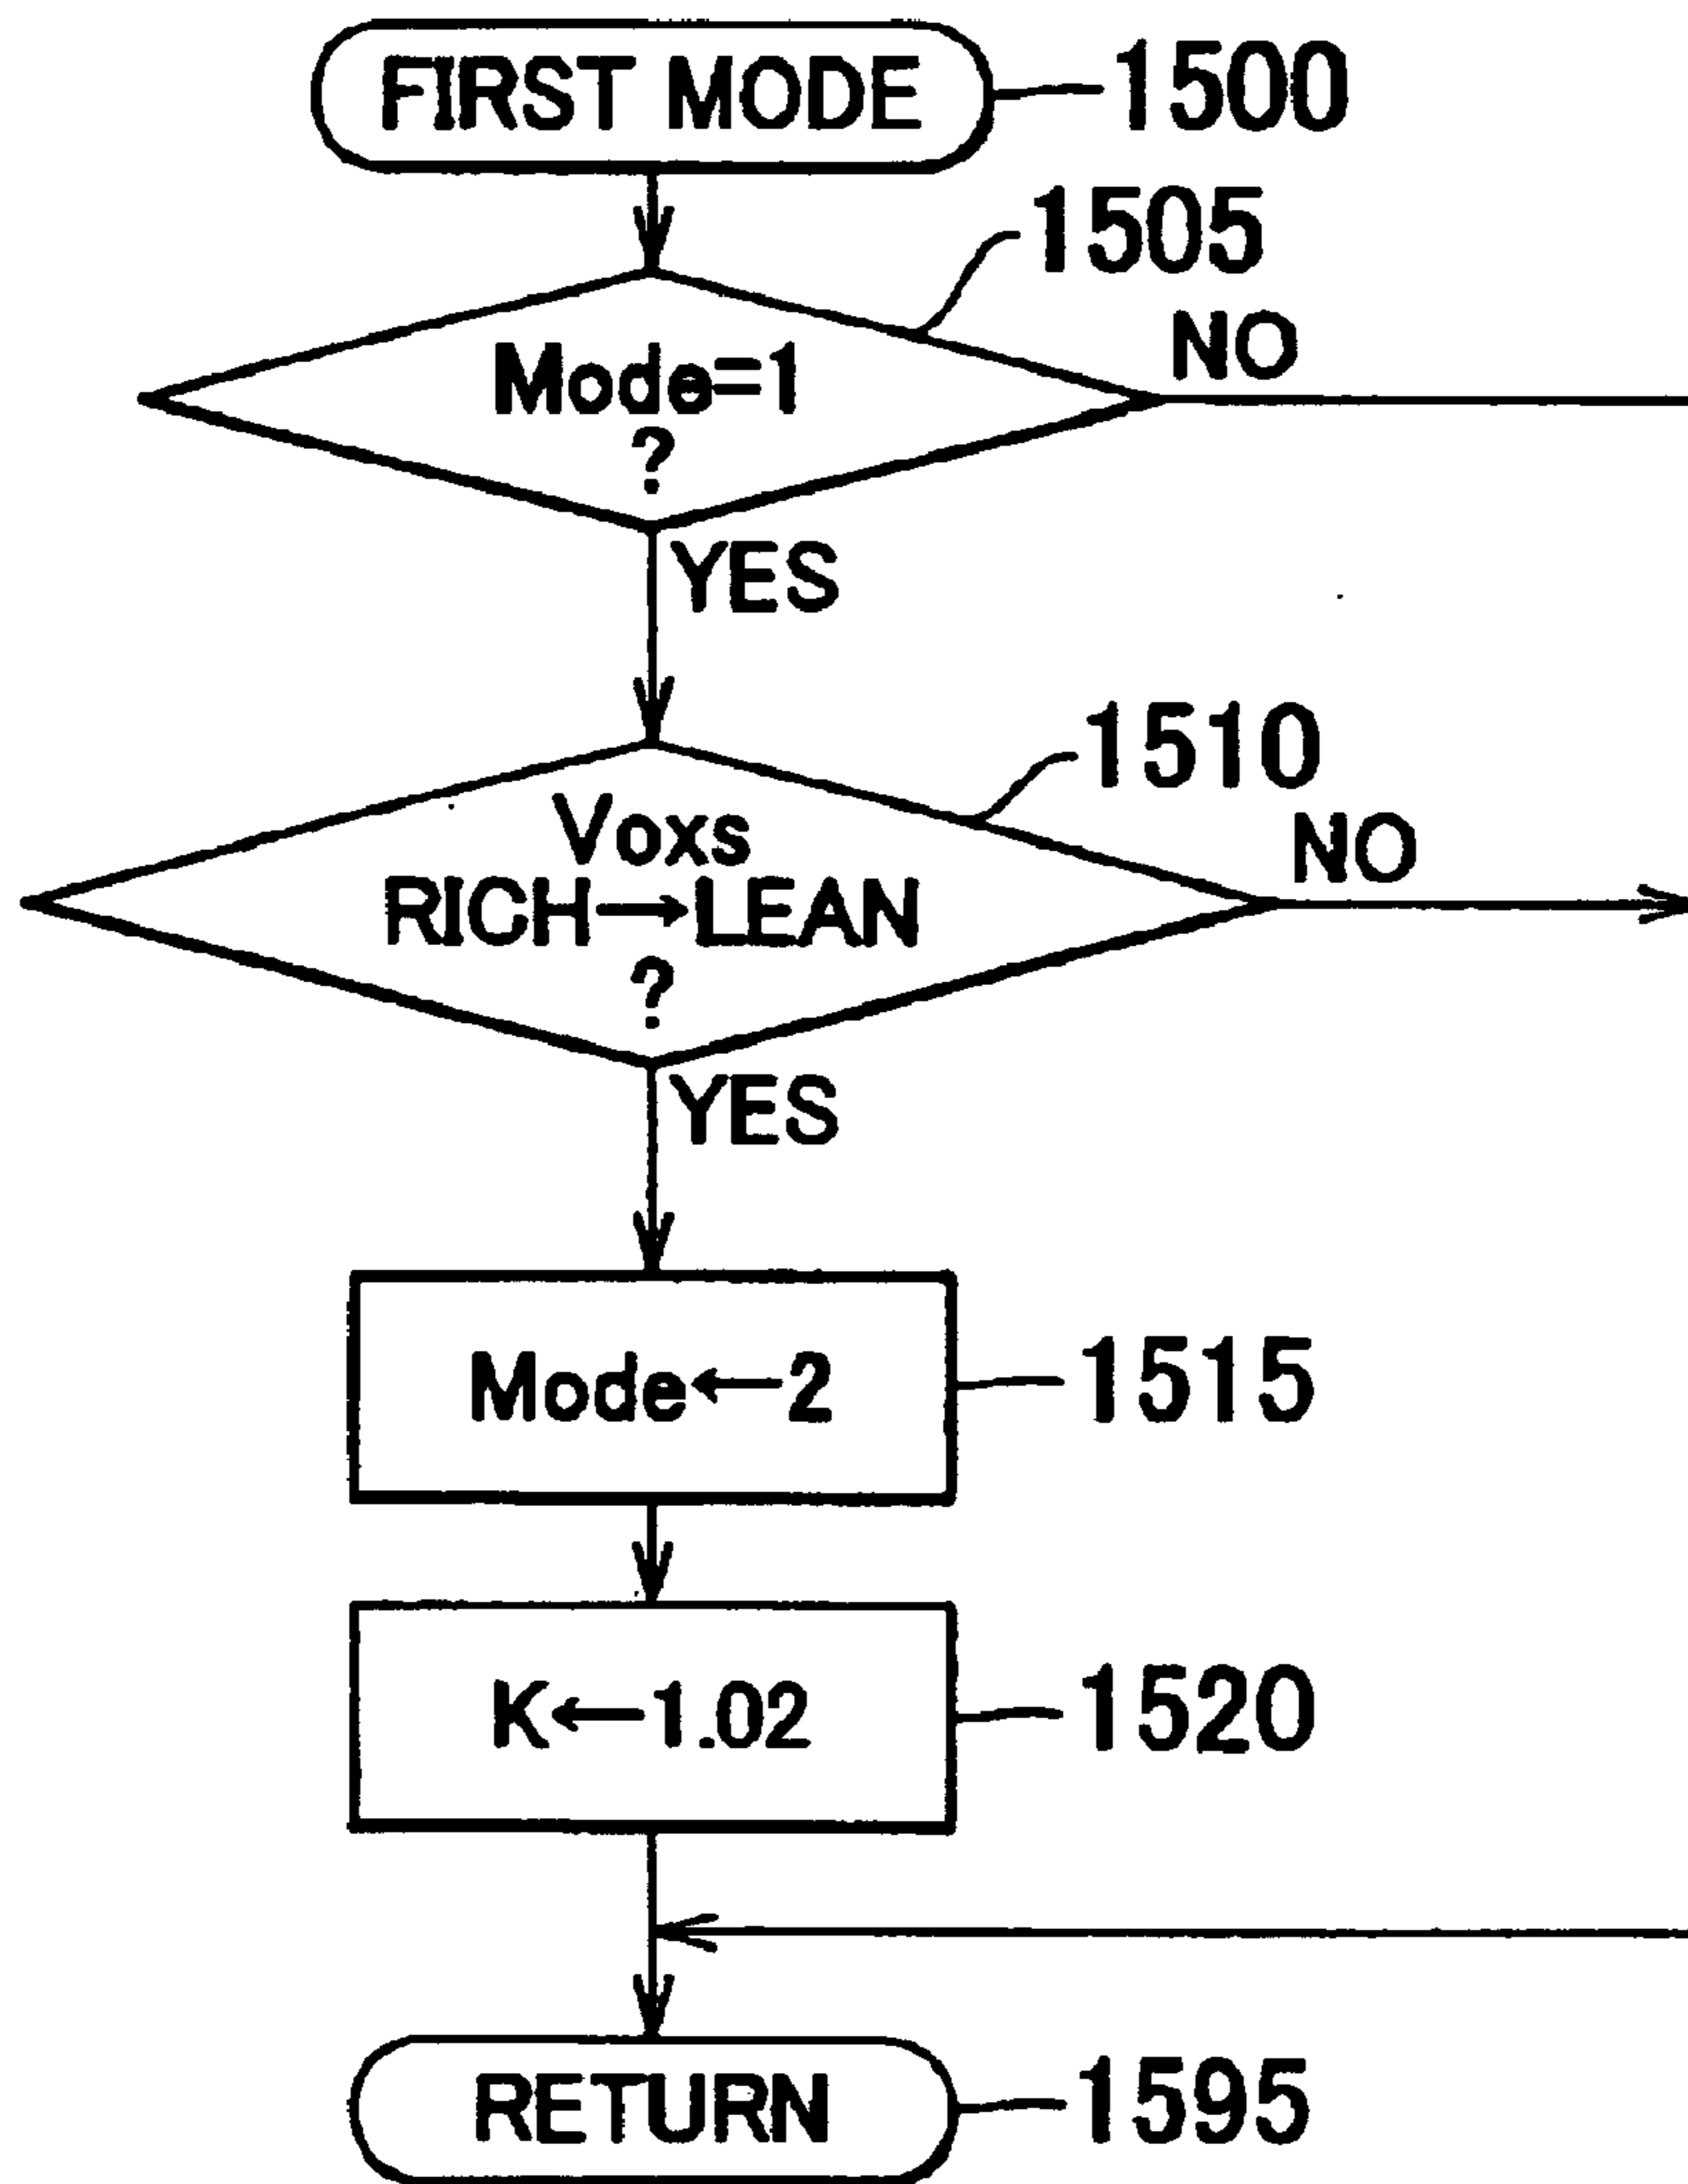 FIRST MODE 1500
1505
Mode=1
?
NO
YES
1510
Voxs
RICH→LEAN
?
NO
YES
Mode←2 1515
K←1.02 1520
RETURN 1595